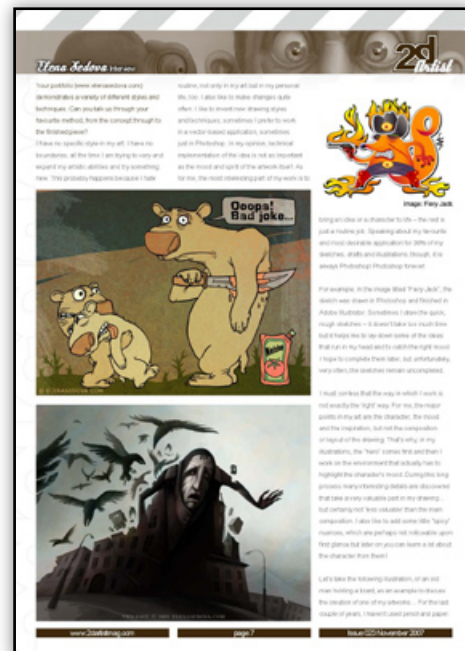 Elena Sedova Interview
2d Artist
Your portfolio (www.elenasedova.com)
demonstrates a variety of different styles and
techniques. Can you talk us through your
favourite method, from the concept through to
the finished piece?
I have no specific style in my art, I have no
boundaries; all the time I am trying to vary and
expand my artistic abilities and try something
new. This probably happens because I hate
routine, not only in my art but in my personal
life, too. I also like to make changes quite
often. I like to invent new drawing styles
and techniques; sometimes I prefer to work
in a vector-based application, sometimes
just in Photoshop. In my opinion, technical
implementation of the idea is not so important
as the mood and spirit of the artwork itself. As
for me, the most interesting part of my work is to
Image: Fiery Jack
bring an idea or a character to life – the rest is
just a routine job. Speaking about my favourite
and most desirable application for 90% of my
sketches, drafts and illustrations, though, it is
always Photoshop! Photoshop forever!
For example, in the image titled "Fiery Jack", the
sketch was drawn in Photoshop and finished in
Adobe Illustrator. Sometimes I draw the quick,
rough sketches – it doesn't take too much time
but it helps me to lay down some of the ideas
that run in my head and to catch the right mood.
I hope to complete them later, but unfortunately,
very often, the sketches remain uncompleted.
I must confess that the way in which I work is
not exactly the "right" way. For me, the major
points in my art are the character, the mood
and the inspiration, but not the composition
or layout of the drawing. That's why, in my
illustrations, the "hero" comes first and then I
work on the environment that actually has to
highlight the character's mood. During this long
process many interesting details are discovered
that take a very valuable part in my drawing...
but certainly not less valuable than the main
composition. I also like to add some little "spicy"
nuances, which are perhaps not noticeable upon
first glance but later on you can learn a lot about
the character from them!
Let's take the following illustration, of an old
man holding a board, as an example to discuss
the creation of one of my artworks... For the last
couple of years, I haven't used pencil and paper
Ooops!
Bad joke...
www.2dartistmag.com
page 7
Issue 023 November 2007